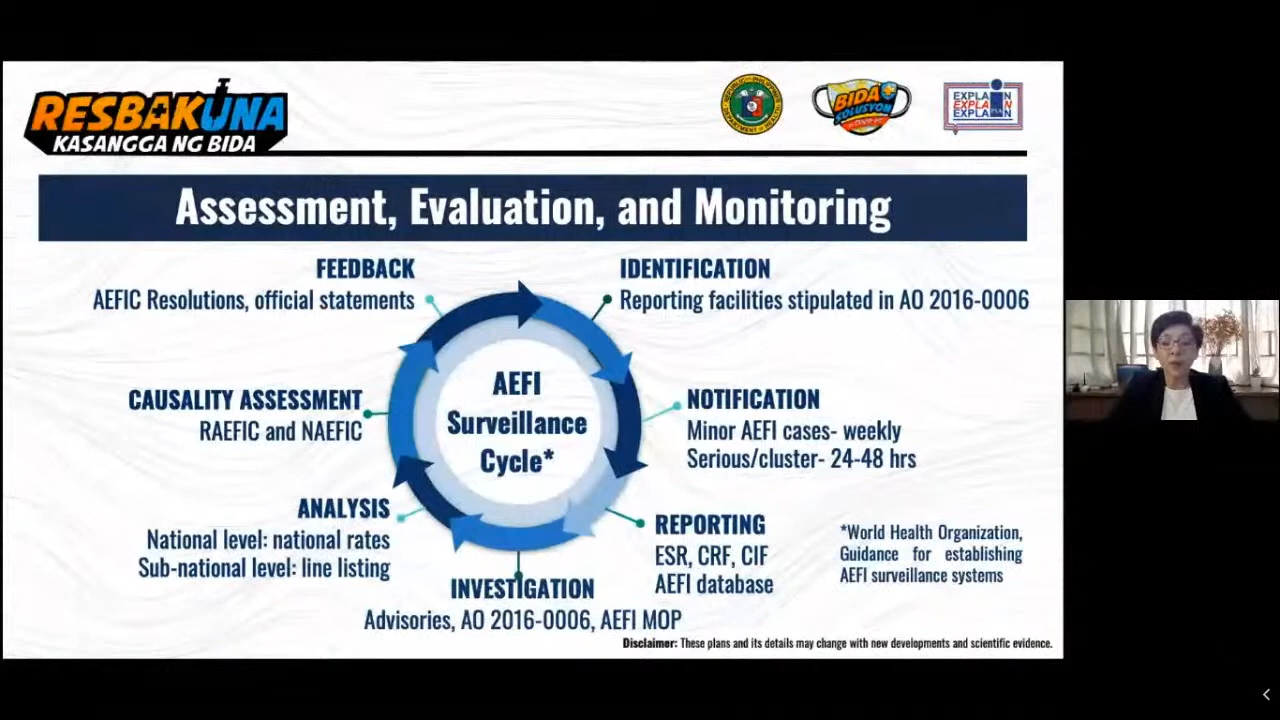 RESBAKUNA
KASANGGA NG BIDA
BIDA
SOLUSYON
EXPLAIN
EXPLAIN
EXPLAIN
Assessment, Evaluation, and Monitoring
FEEDBACK
AEFIC Resolutions, official statements
IDENTIFICATION
Reporting facilities stipulated in AO 2016-0006
AEFI
Surveillance
Cycle*
CAUSALITY ASSESSMENT
RAEFIC and NAEFIC
NOTIFICATION
Minor AEFI cases- weekly
Serious/cluster- 24-48 hrs
ANALYSIS
National level: national rates
Sub-national level: line listing
REPORTING
ESR, CRF, CIF
AEFI database
*World Health Organization,
Guidance for establishing
AEFI surveillance systems
INVESTIGATION
Advisories, AO 2016-0006, AEFI MOP
Disclaimer: These plans and its details may change with new developments and scientific evidence.